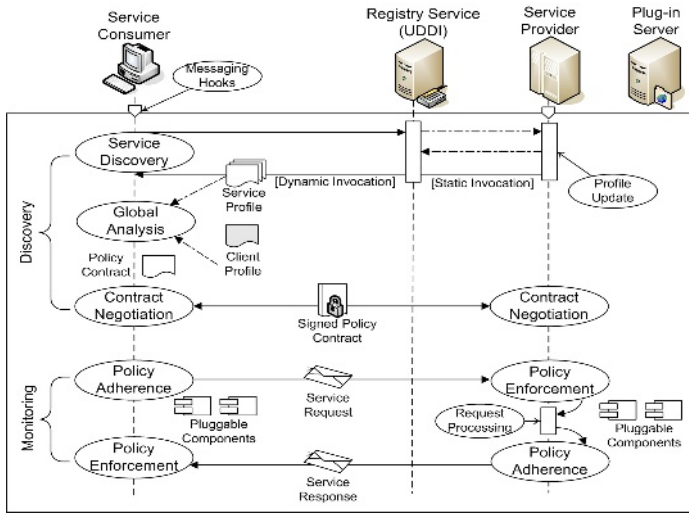 Service
Consumer
Registry Service
(UDDI)
Service
Provider
Plug-in
Server
Messaging
Hooks
Service
Discovery
[Dynamic Invocation]
[Static Invocation]
Service
Profile
Profile
Update
Global
Analysis
Client
Profile
Policy
Contract
Discovery
Contract
Negotiation
Signed Policy
Contract
Contract
Negotiation
Policy
Adherence
Service
Request
Policy
Enforcement
Pluggable
Components
Request
Processing
Pluggable
Components
Monitoring
Policy
Enforcement
Service
Response
Policy
Adherence